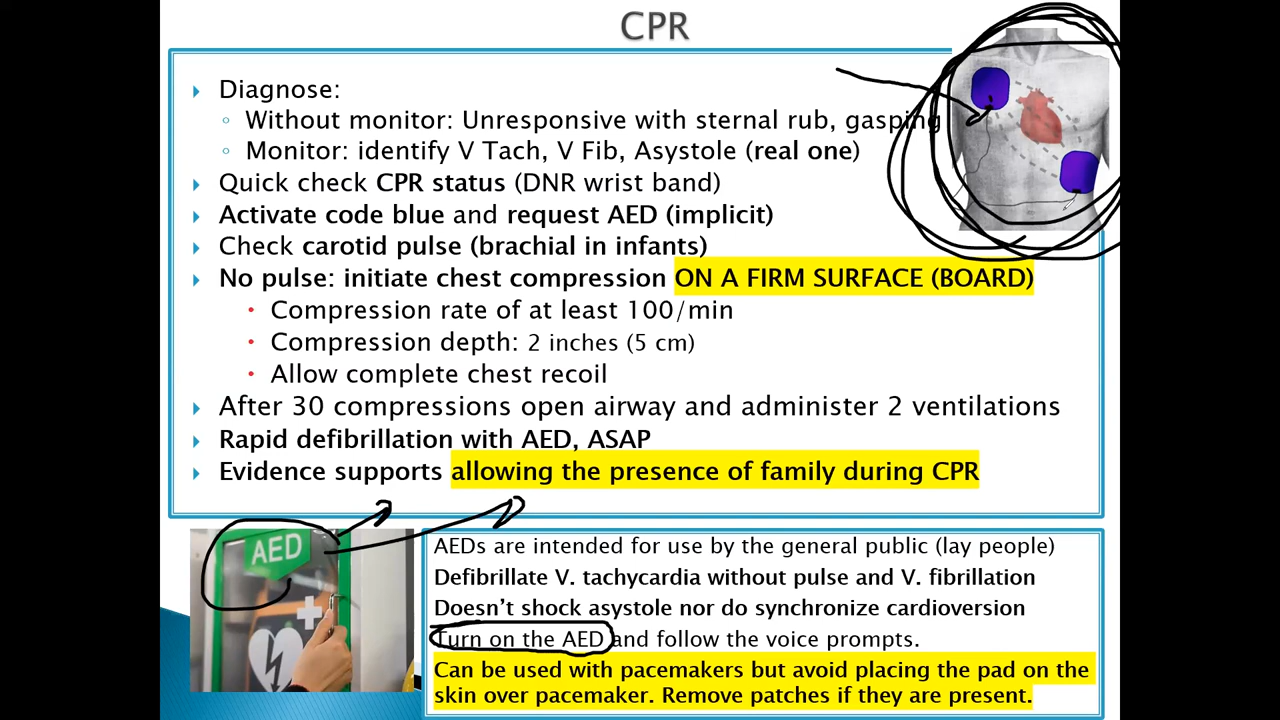 CPR
Diagnose:
Without monitor: Unresponsive with sternal rub, gasping
Monitor: identify V Tach, V Fib, Asystole (real one)
Quick check CPR status (DNR wrist band)
Activate code blue and request AED (implicit)
Check carotid pulse (brachial in infants)
No pulse: initiate chest compression ON A FIRM SURFACE (BOARD)
Compression rate of at least 100/min
Compression depth: 2 inches (5 cm)
Allow complete chest recoil
After 30 compressions open airway and administer 2 ventilations
Rapid defibrillation with AED, ASAP
Evidence supports allowing the presence of family during CPR
AED
AEDs are intended for use by the general public (lay people)
Defibrillate V. tachycardia without pulse and V. fibrillation
Doesn't shock asystole nor do synchronize cardioversion
Turn on the AED and follow the voice prompts.
Can be used with pacemakers but avoid placing the pad on the
skin over pacemaker. Remove patches if they are present.